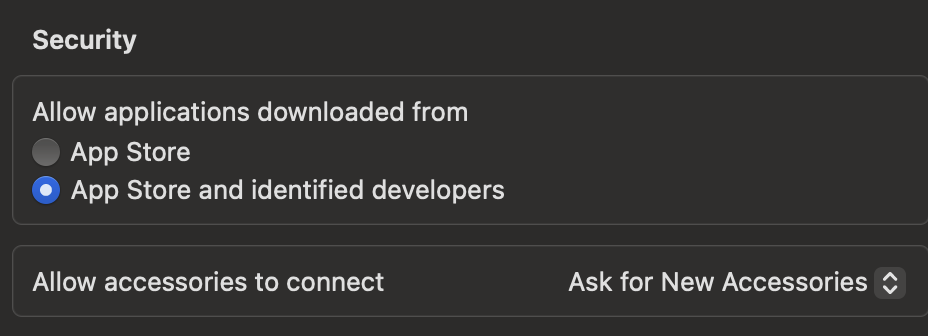 Security
Allow applications downloaded from
App Store
App Store and identified developers
Allow accessories to connect
Ask for New Accessories